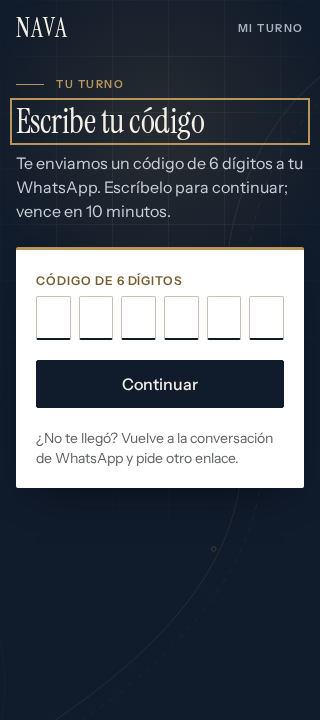 NAVA
MI TURNO
TU TURNO
Escribe tu código
Te enviamos un código de 6 dígitos a tu
WhatsApp. Escríbelo para continuar;
vence en 10 minutos.
CÓDIGO DE 6 DÍGITOS
Continuar
¿No te llegó? Vuelve a la conversación
de WhatsApp y pide otro enlace.